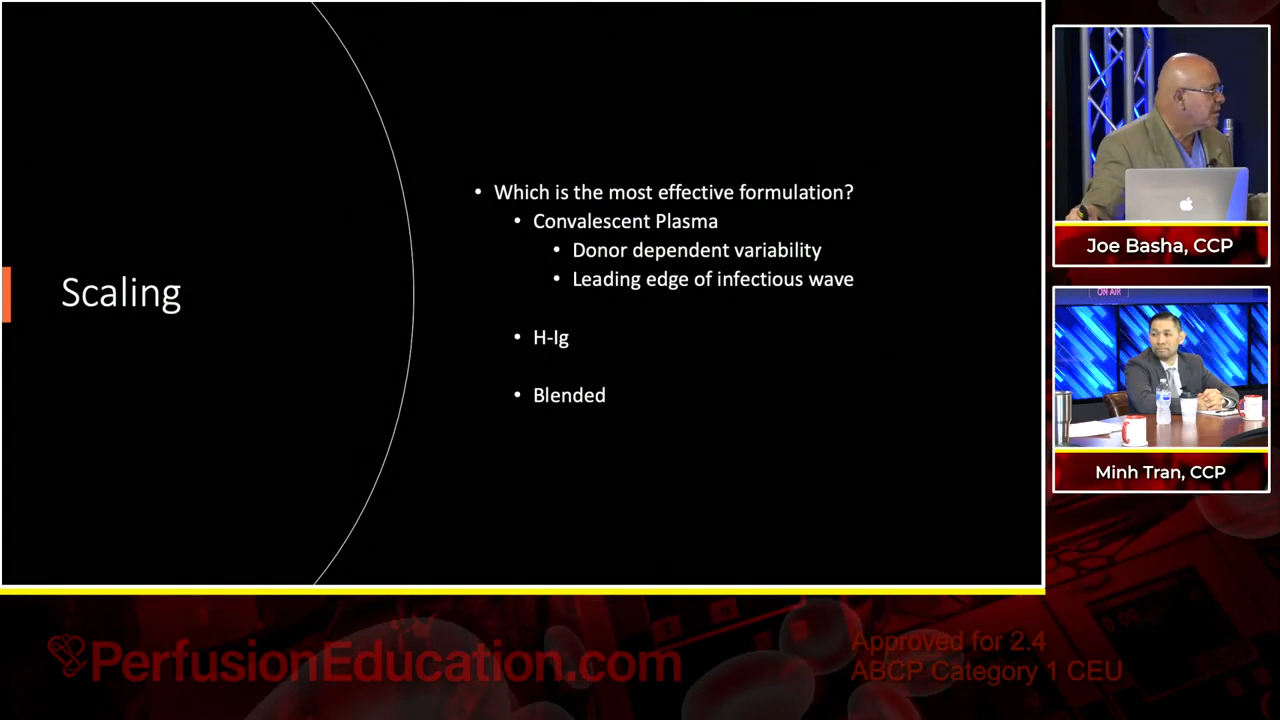 Scaling
• Which is the most effective formulation?
• Convalescent Plasma
• Donor dependent variability
• Leading edge of infectious wave
• H-Ig
• Blended
Joe Basha, CCP
ON AIR
Minh Tran, CCP
PerfusionEducation.com
Approved for 2.4
ABCP Category 1 CEU